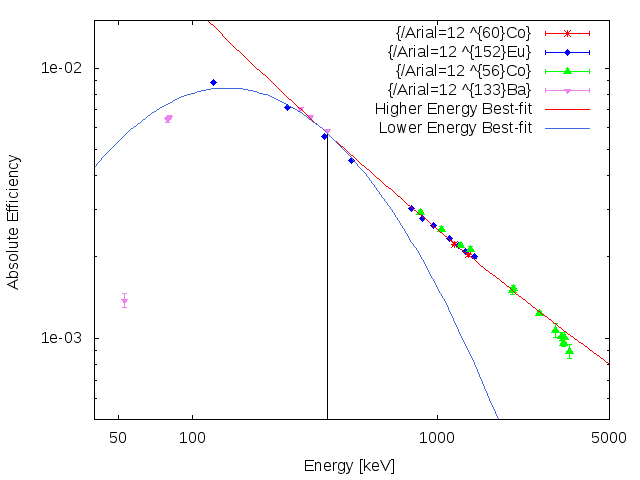 {/Arial=12 ^{60}Co}
{/Arial=12 ^{152}Eu}
{/Arial=12 ^{56}Co}
{/Arial=12 ^{133}Ba}
Higher Energy Best-fit
Lower Energy Best-fit
1e-02
1e-03
Absolute Efficiency
50 100 1000 5000
Energy [keV]